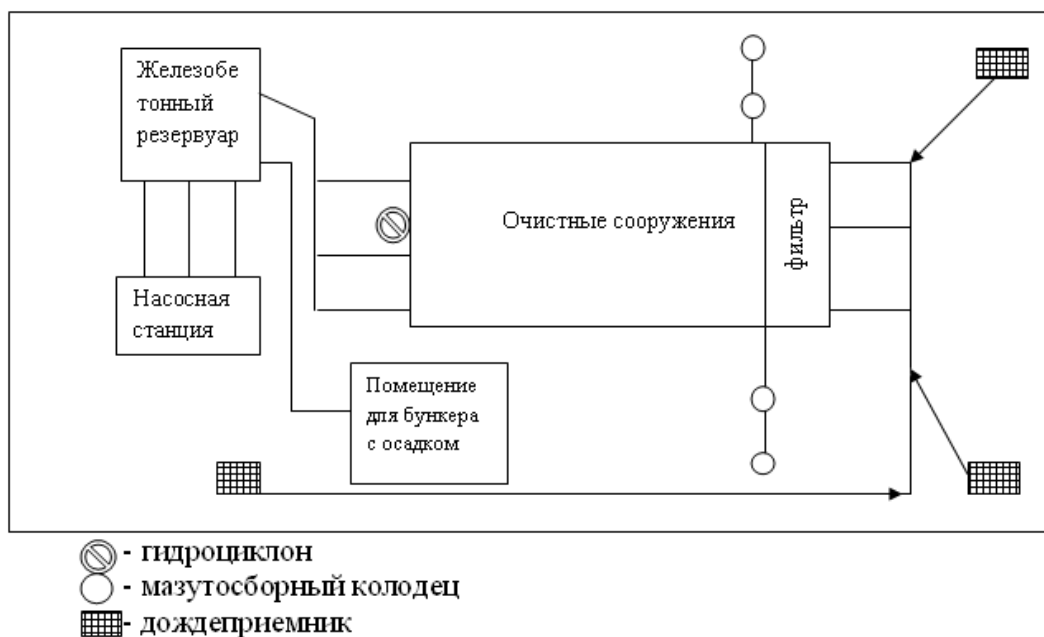 Железобе
тонный
резервуар
Очистные сооружения
фильтр
Насосная
станция
Помещение
для бункера
с осадком
- гидроциклон
- мазутосборный колодец
- дождеприемник